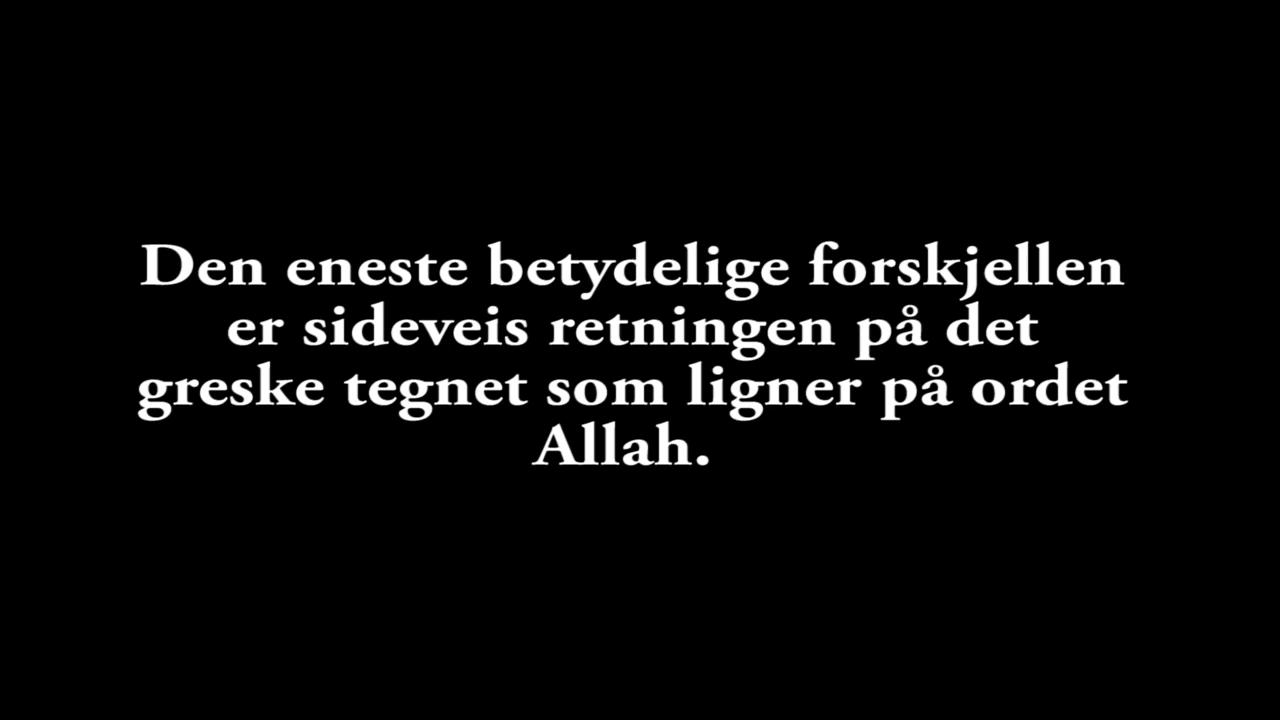 Den eneste betydelige forskjellen
er sideveis retningen på det
greske tegnet som ligner på ordet
Allah.